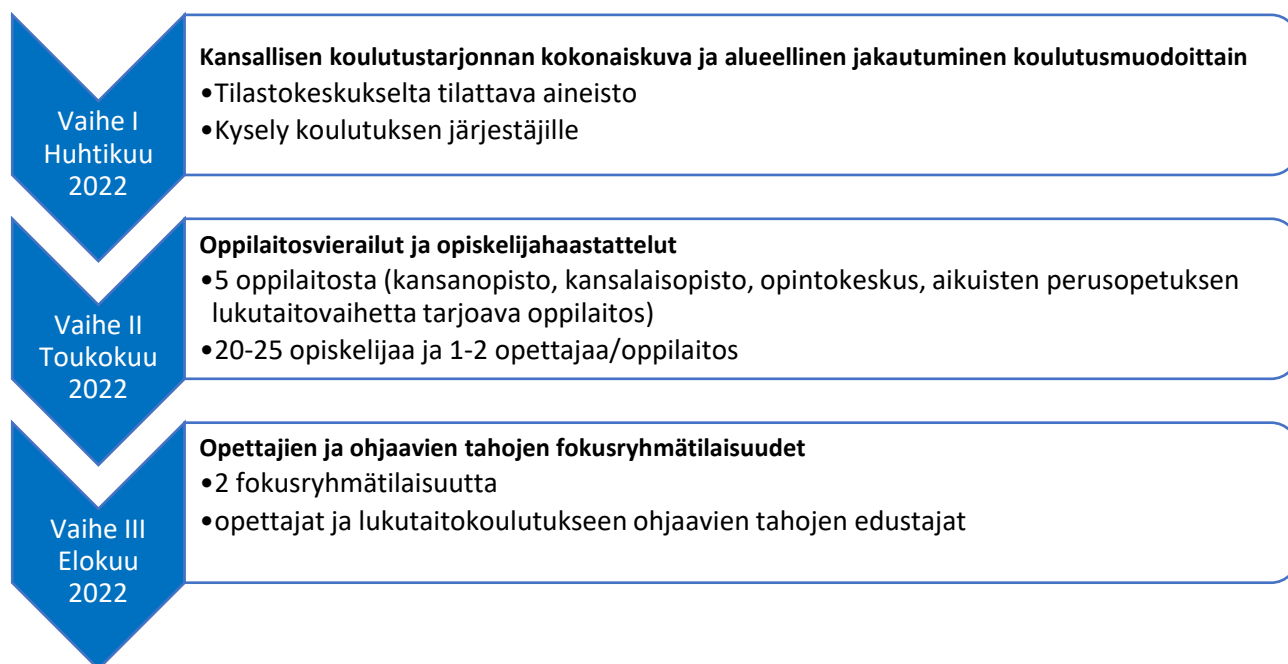 Vaihe I
Huhtikuu
2022
Kansallisen koulutustarjonnan kokonaiskuva ja alueellinen jakautuminen koulutusmuodoittain
•Tilastokeskukselta tilattava aineisto
•Kysely koulutuksen järjestäjille
Vaihe II
Toukokuu
2022
Oppilaitosvierailut ja opiskelijahaastattelut
•5 oppilaitosta (kansanopisto, kansalaisopisto, opintokeskus, aikuisten perusopetuksen
lukutaitovaihetta tarjoava oppilaitos)
•20-25 opiskelijaa ja 1-2 opettajaa/oppilaitos
Vaihe III
Elokuu
2022
Opettajien ja ohjaavien tahojen fokusryhmätilaisuudet
•2 fokusryhmätilaisuutta
•opettajat ja lukutaitokoulutukseen ohjaavien tahojen edustajat